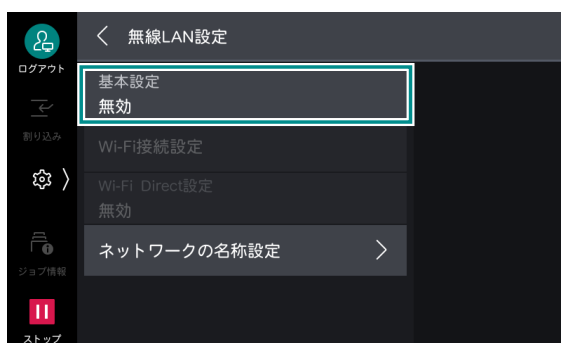 無線LAN設定
ログアウト
基本設定
無効
割り込み
Wi-Fi接続設定
Wi-Fi Direct設定
無効
ネットワークの名称設定
ジョブ情報
ストップ